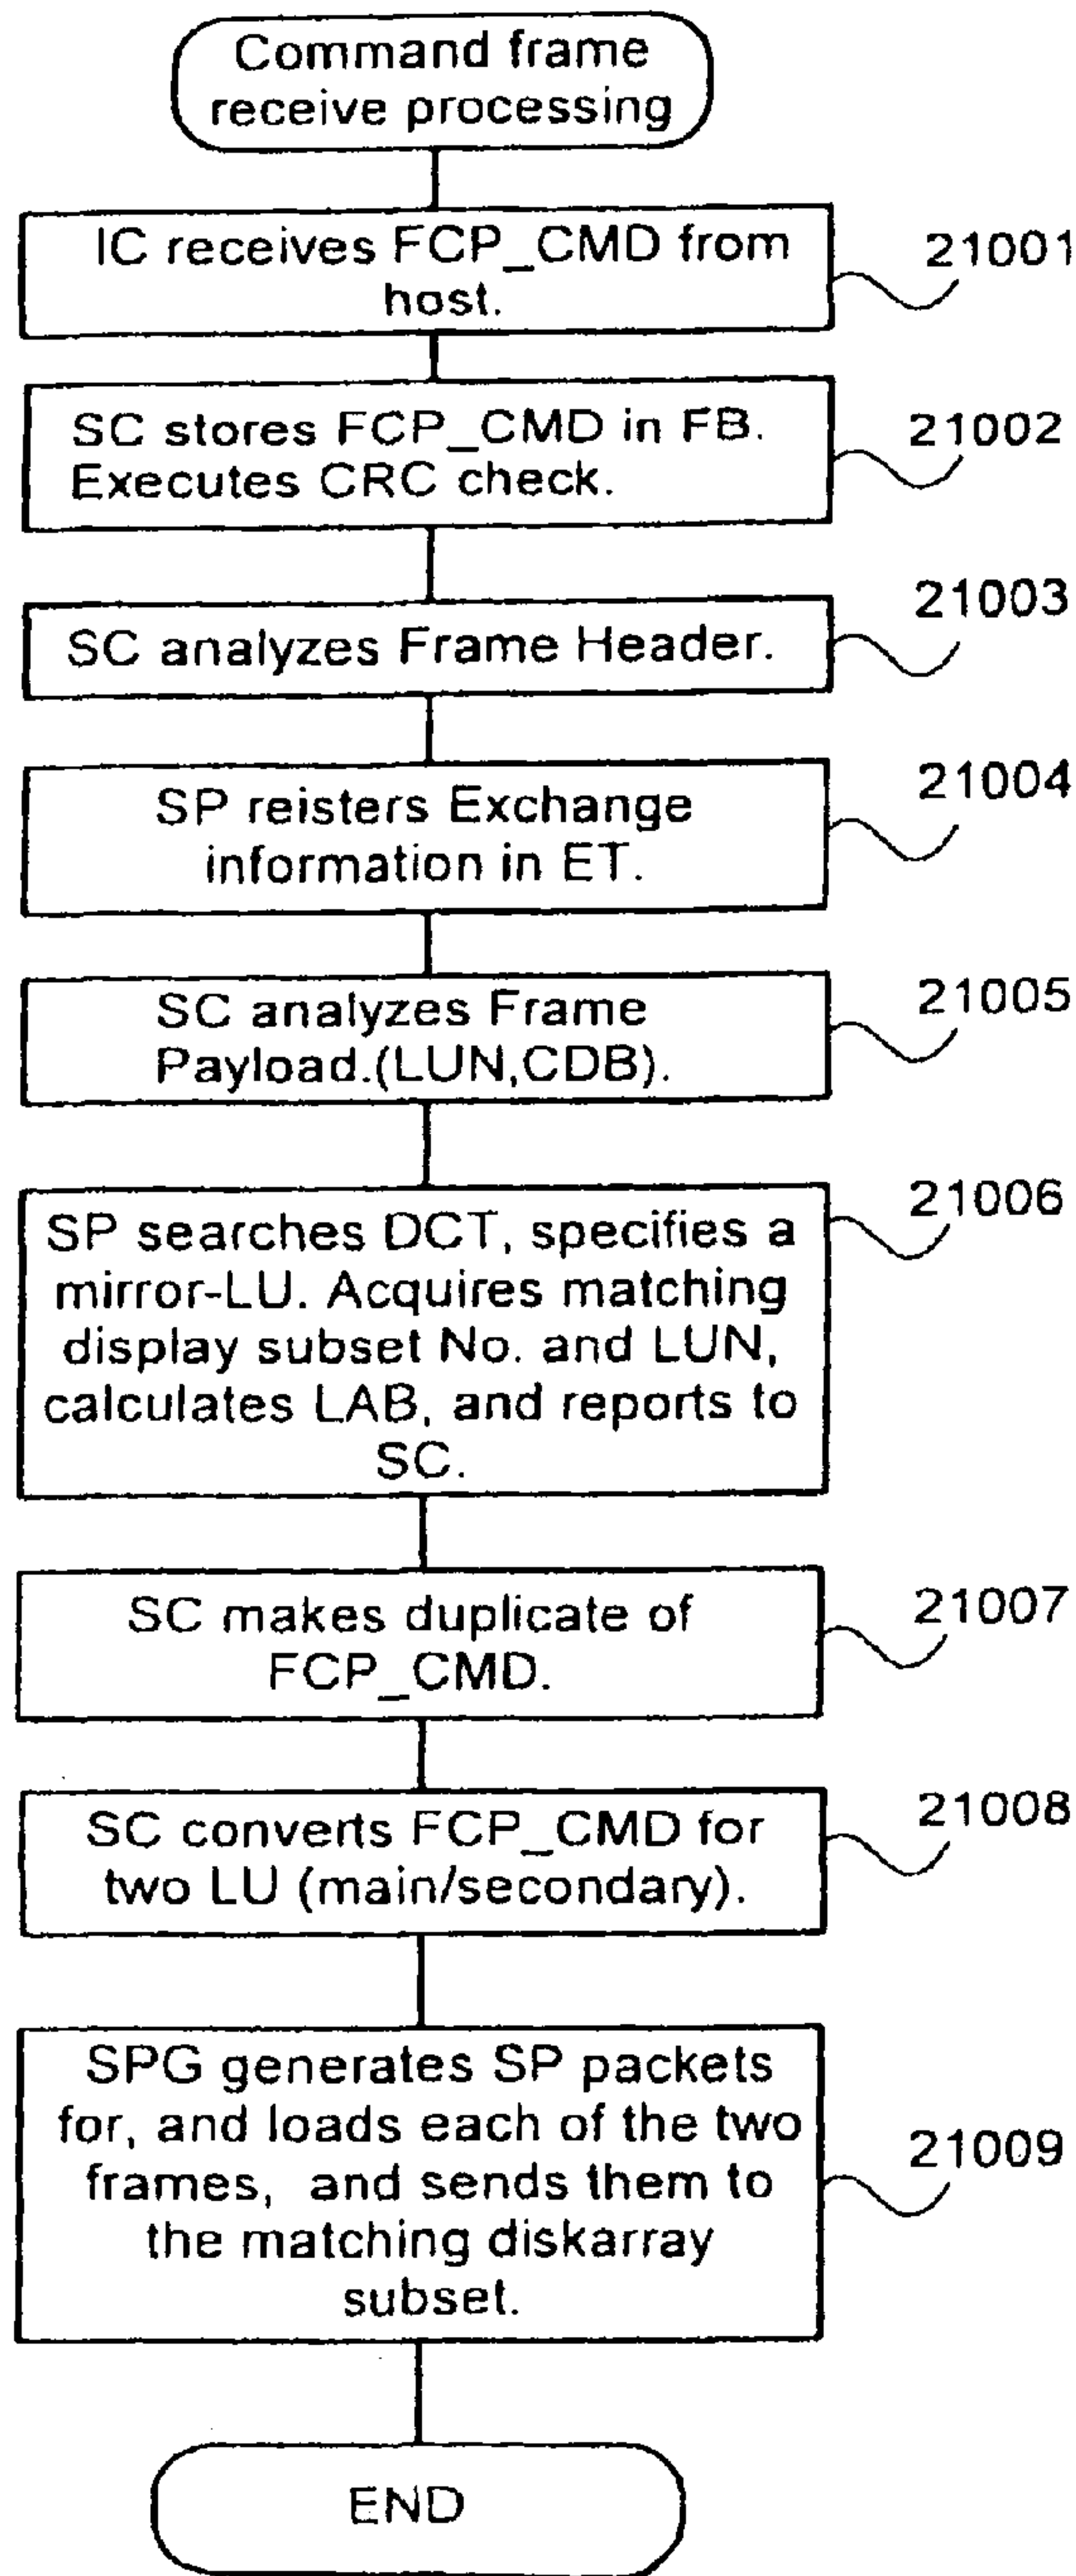 Command frame
receive processing
IC receives FCP_CMD from
host.
21001
SC stores FCP_CMD in FB.
Executes CRC check.
21002
SC analyzes Frame Header.
21003
SP reisters Exchange
information in ET.
21004
SC analyzes Frame
Payload.(LUN,CDB).
21005
SP searches DCT, specifies a
mirror-LU. Acquires matching
display subset No. and LUN,
calculates LAB, and reports to
SC.
21006
SC makes duplicate of
FCP_CMD.
21007
SC converts FCP_CMD for
two LU (main/secondary).
21008
SPG generates SP packets
for, and loads each of the two
frames, and sends them to
the matching diskarray
subset.
21009
END